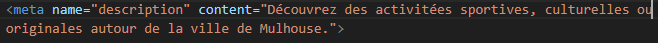 <meta name="description" content="Découvrez des activitées sportives, culturelles ou
originales autour de la ville de Mulhouse.">